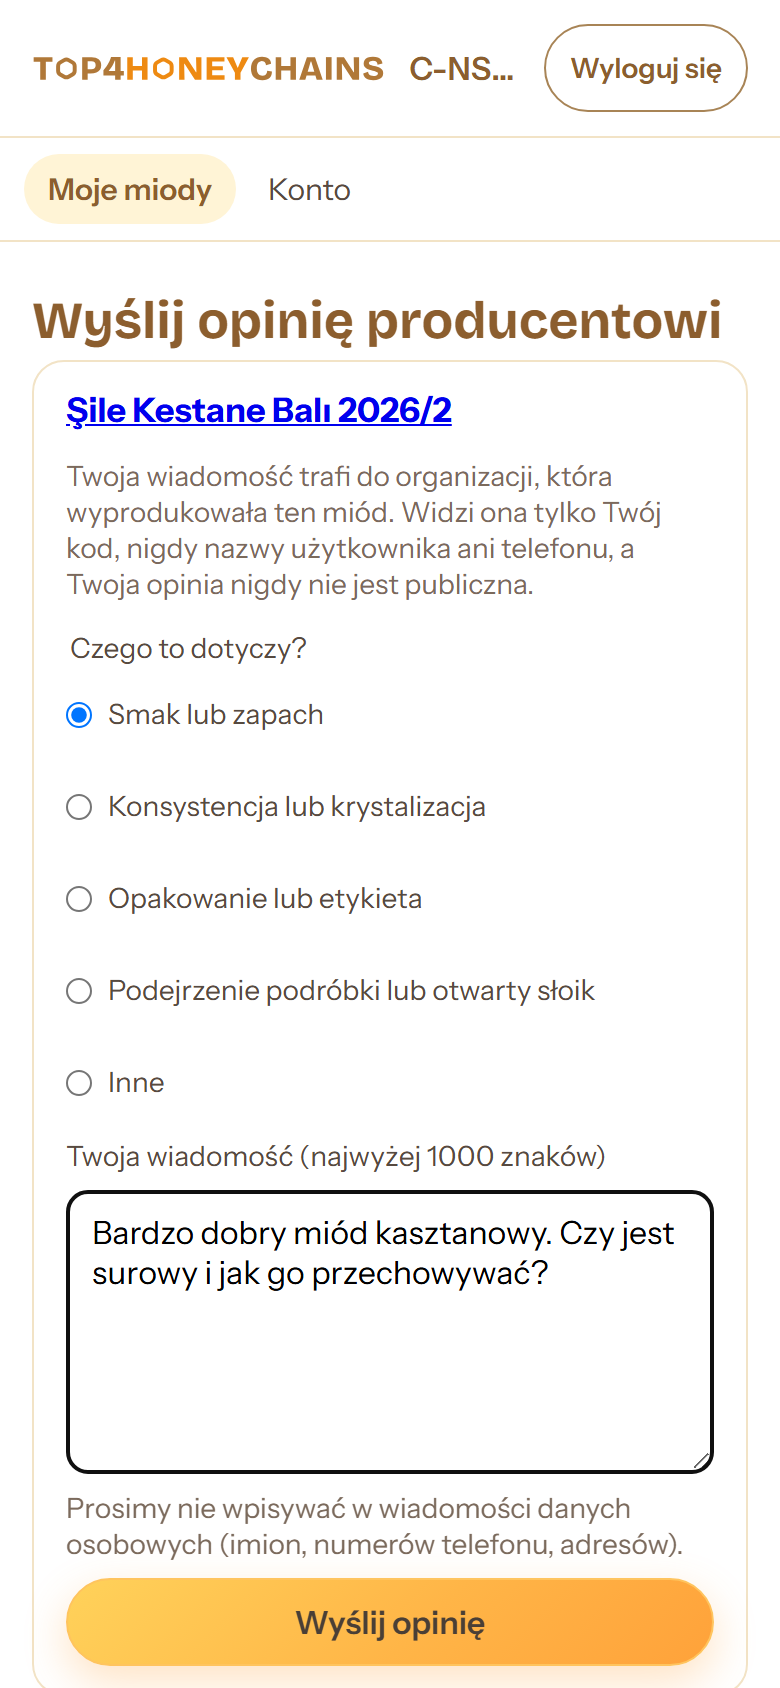 TOP4HONEYCHAINS C-NS... Wyloguj się
Moje miody Konto
Wyślij opinię producentowi
Şile Kestane Balı 2026/2
Twoja wiadomość trafi do organizacji, która
wyprodukowała ten miód. Widzi ona tylko Twój
kod, nigdy nazwy użytkownika ani telefonu, a
Twoja opinia nigdy nie jest publiczna.
Czego to dotyczy?
Smak lub zapach
Konsystencja lub krystalizacja
Opakowanie lub etykieta
Podejrzenie podróbki lub otwarty słoik
Inne
Twoja wiadomość (najwyżej 1000 znaków)
Bardzo dobry miód kasztanowy. Czy jest
surowy i jak go przechowywać?
Prosimy nie wpisywać w wiadomości danych
osobowych (imion, numerów telefonu, adresów).
Wyślij opinię